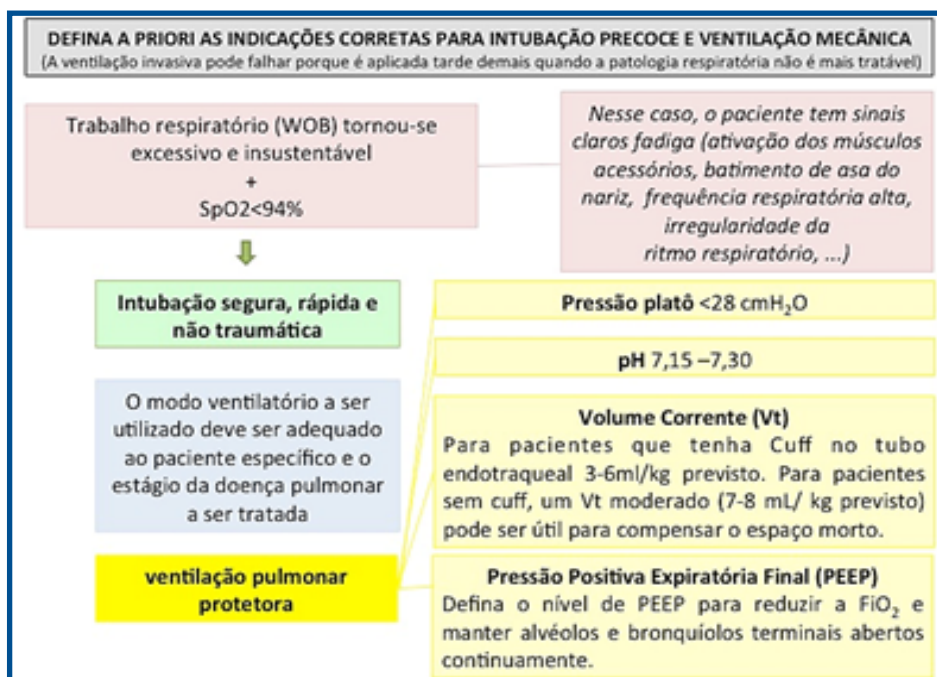 DEFINA A PRIORI AS INDICAÇÕES CORRETAS PARA INTUBAÇÃO PRECOCE E VENTILAÇÃO MECÂNICA
(A ventilação invasiva pode falhar porque é aplicada tarde demais quando a patologia respiratória não é mais tratável)
Trabalho respiratório (WOB) tornou-se
excessivo e insustentável
+
SpO2<94%
Nesse caso, o paciente tem sinais
claros fadiga (ativação dos músculos
acessórios, batimento de asa do
nariz, frequência respiratória alta,
irregularidade da
ritmo respiratório, ...)
Intubação segura, rápida e
não traumática
Pressão platô <28 cmH₂O
pH 7,15 –7,30
O modo ventilatório a ser
utilizado deve ser adequado
ao paciente específico e o
estágio da doença pulmonar
a ser tratada
Volume Corrente (Vt)
Para pacientes que tenha Cuff no tubo
endotraqueal 3-6ml/kg previsto. Para pacientes
sem cuff, um Vt moderado (7-8 mL/ kg previsto)
pode ser útil para compensar o espaço morto.
ventilação pulmonar
protetora
Pressão Positiva Expiratória Final (PEEP)
Defina o nível de PEEP para reduzir a FiO₂ e
manter alvéolos e bronquíolos terminais abertos
continuamente.